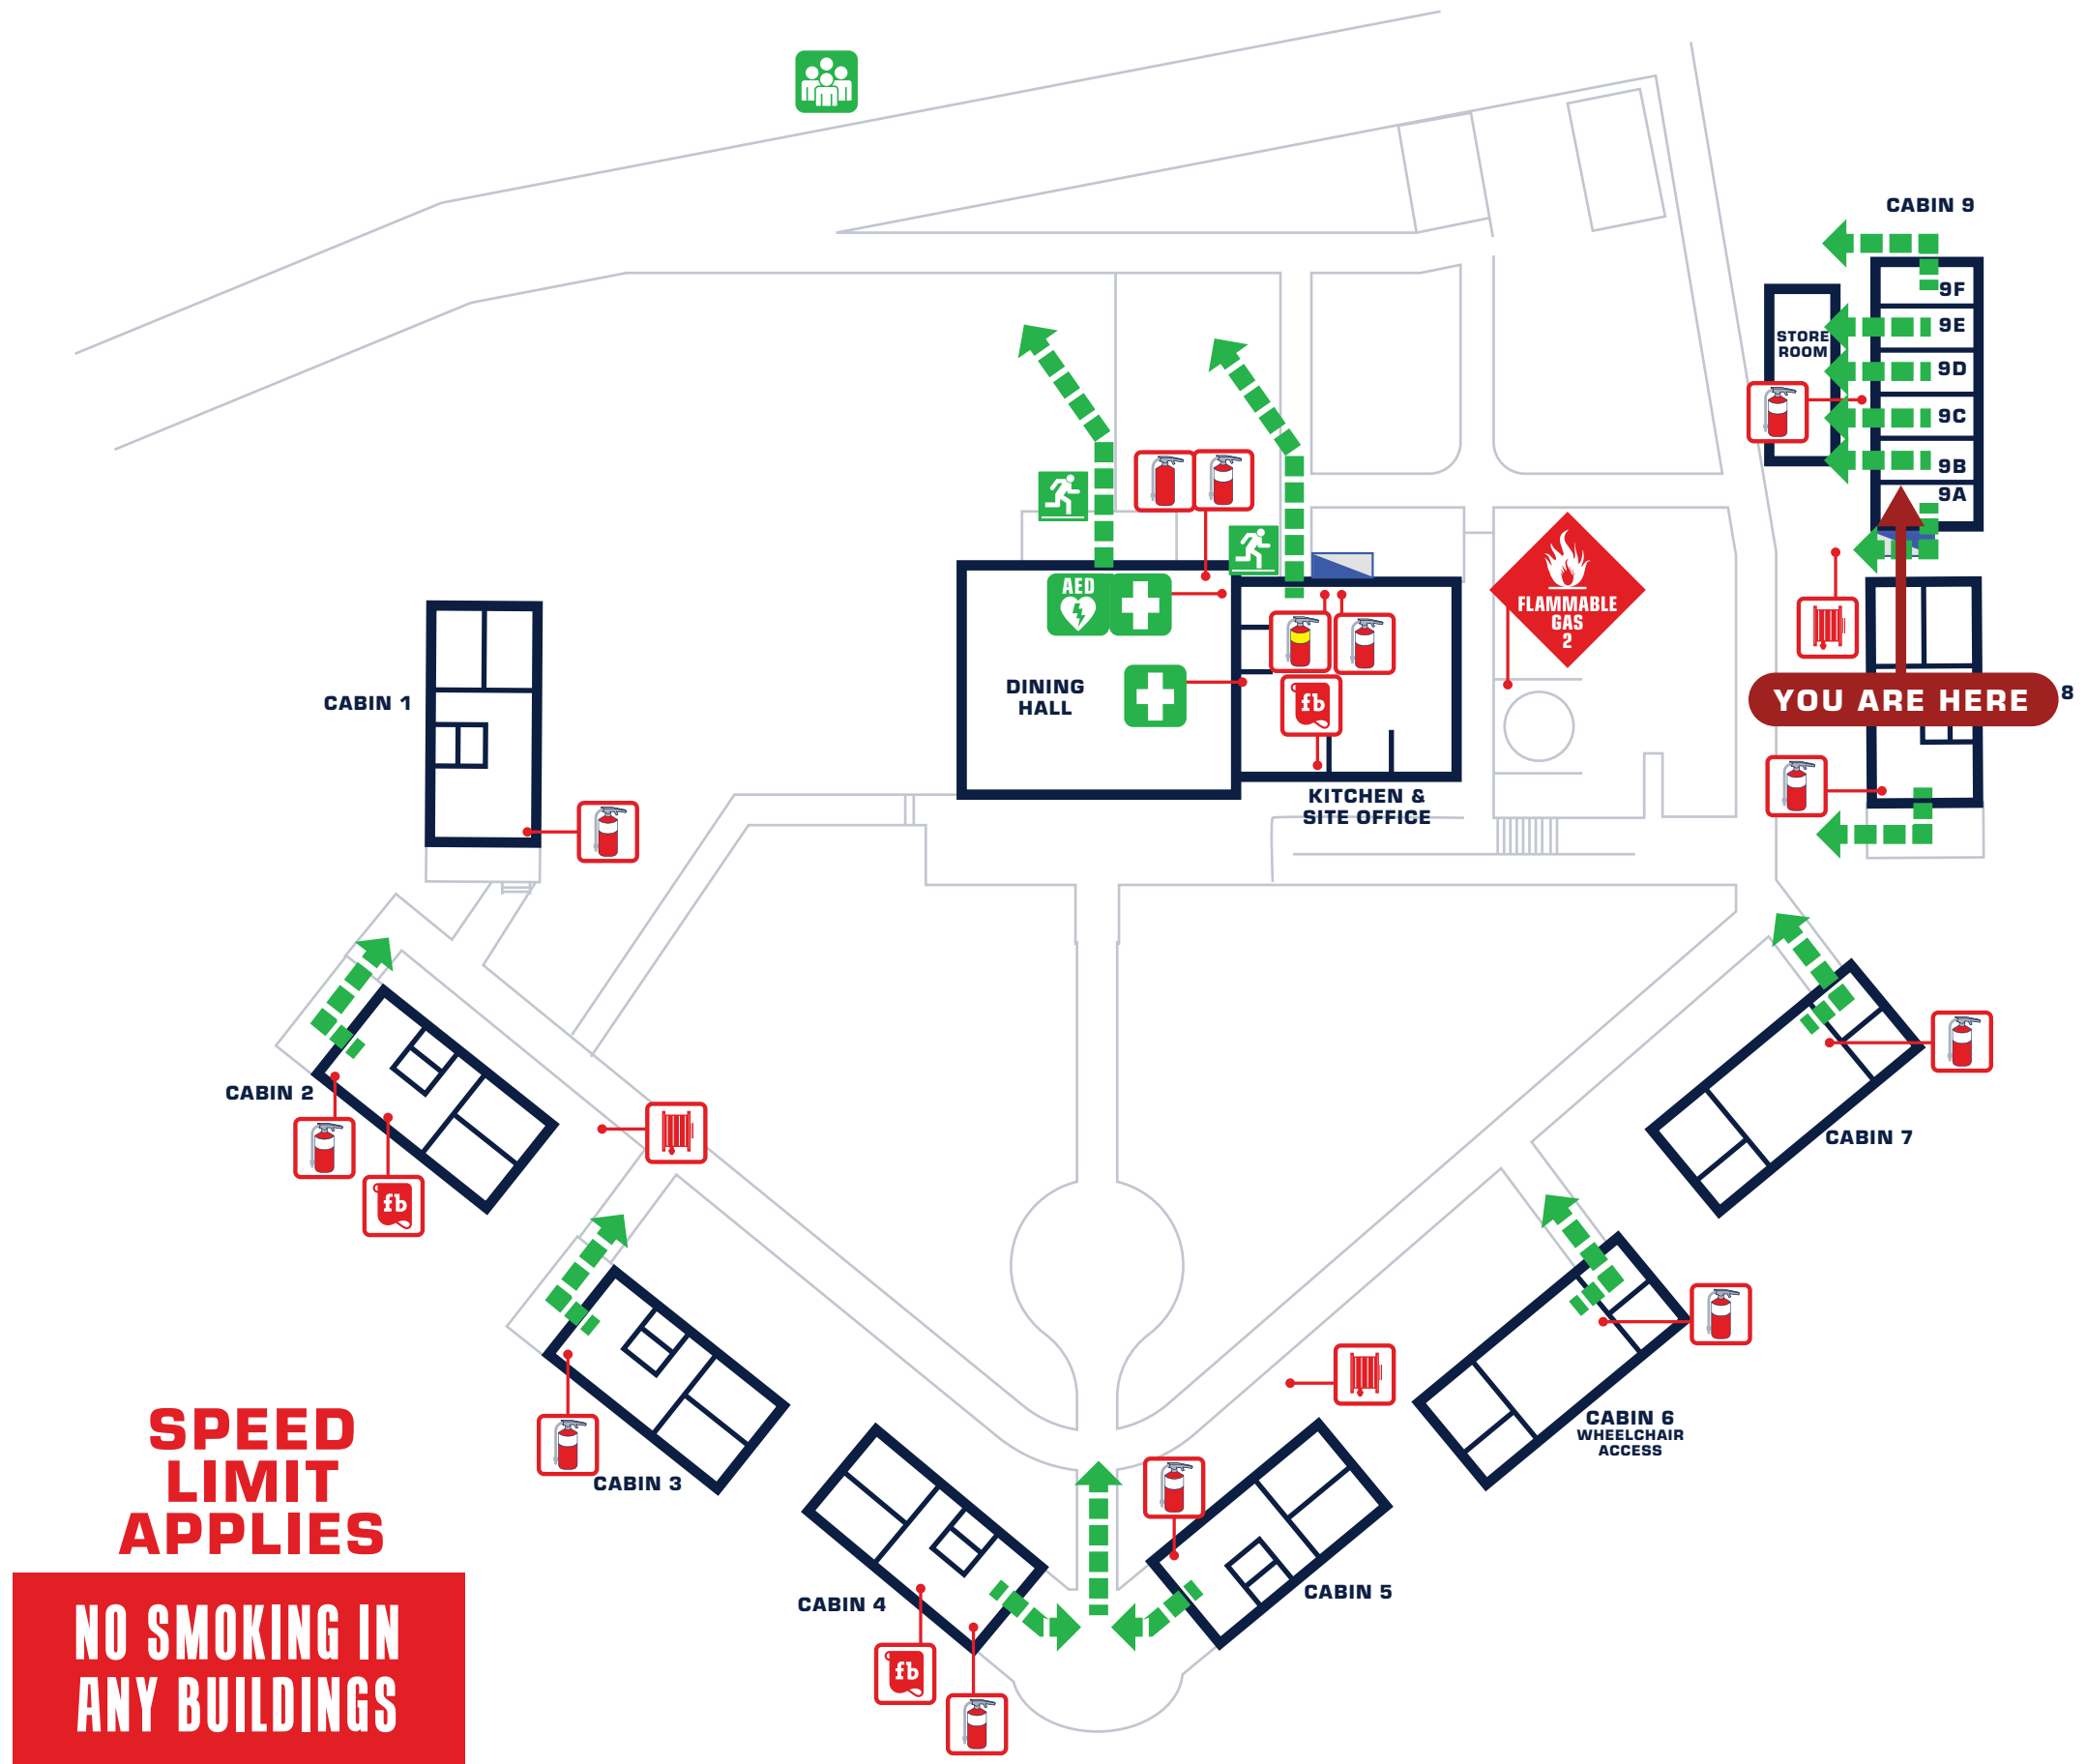 CABIN 9
9F
9E
STORE
ROOM
9D
9C
9B
9A
AED
FLAMMABLE
GAS
2
DINING
HALL
fb
YOU ARE HERE
8
CABIN 1
KITCHEN &
SITE OFFICE
CABIN 2
fb
CABIN 7
CABIN 6
WHEELCHAIR
ACCESS
CABIN 3
CABIN 5
CABIN 4
fb
SPEED
LIMIT
APPLIES
NO SMOKING IN
ANY BUILDINGS